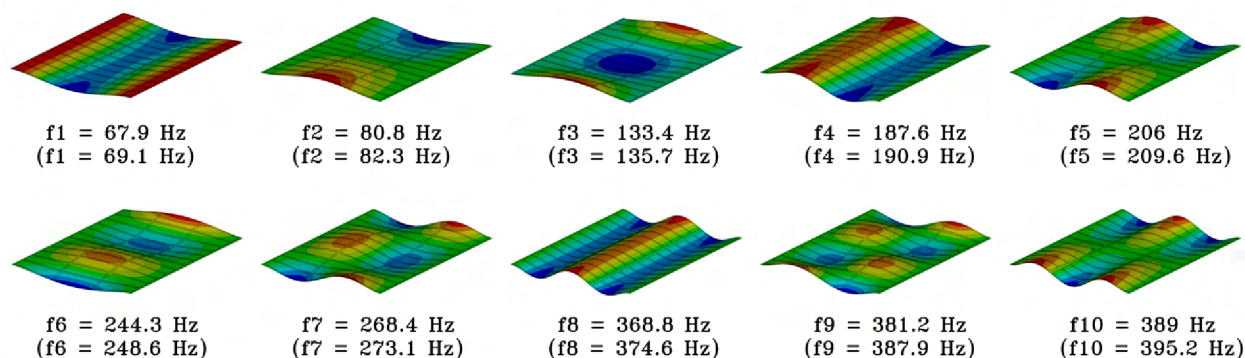 f1 = 67.9 Hz
(f1 = 69.1 Hz)
f2 = 80.8 Hz
(f2 = 82.3 Hz)
f3 = 133.4 Hz
(f3 = 135.7 Hz)
f4 = 187.6 Hz
(f4 = 190.9 Hz)
f5 = 206 Hz
(f5 = 209.6 Hz)
f6 = 244.3 Hz
(f6 = 248.6 Hz)
f7 = 268.4 Hz
(f7 = 273.1 Hz)
f8 = 368.8 Hz
(f8 = 374.6 Hz)
f9 = 381.2 Hz
(f9 = 387.9 Hz)
f10 = 389 Hz
(f10 = 395.2 Hz)